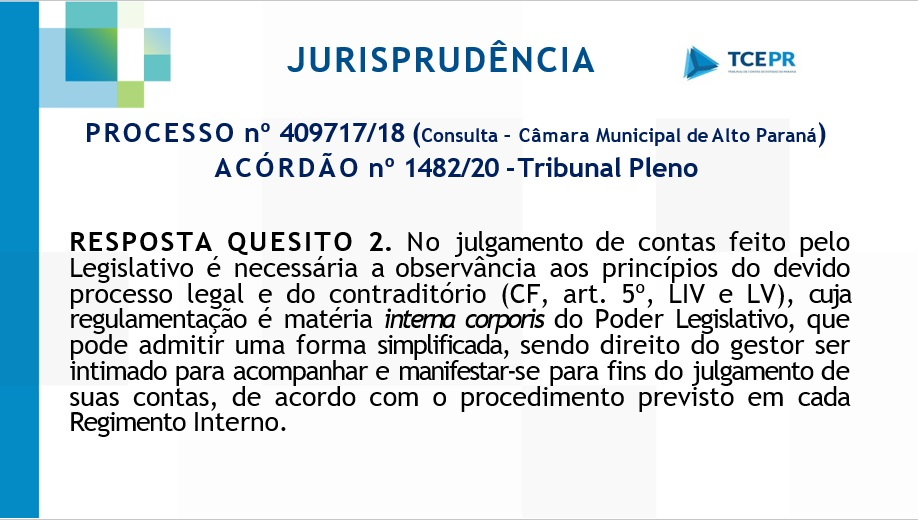 JURISPRUDÊNCIA
TCEPR
TRIBUNAL DE CONTAS DO ESTADO DO PARANÁ
PROCESSO nº 409717/18 (Consulta – Câmara Municipal de Alto Paraná)
ACÓRDÃO nº 1482/20 -Tribunal Pleno
RESPOSTA QUESITO 2. No julgamento de contas feito pelo
Legislativo é necessária a observância aos princípios do devido
processo legal e do contraditório (CF, art. 5º, LIV e LV), cuja
regulamentação é matéria interna corporis do Poder Legislativo, que
pode admitir uma forma simplificada, sendo direito do gestor ser
intimado para acompanhar e manifestar-se para fins do julgamento de
suas contas, de acordo com o procedimento previsto em cada
Regimento Interno.